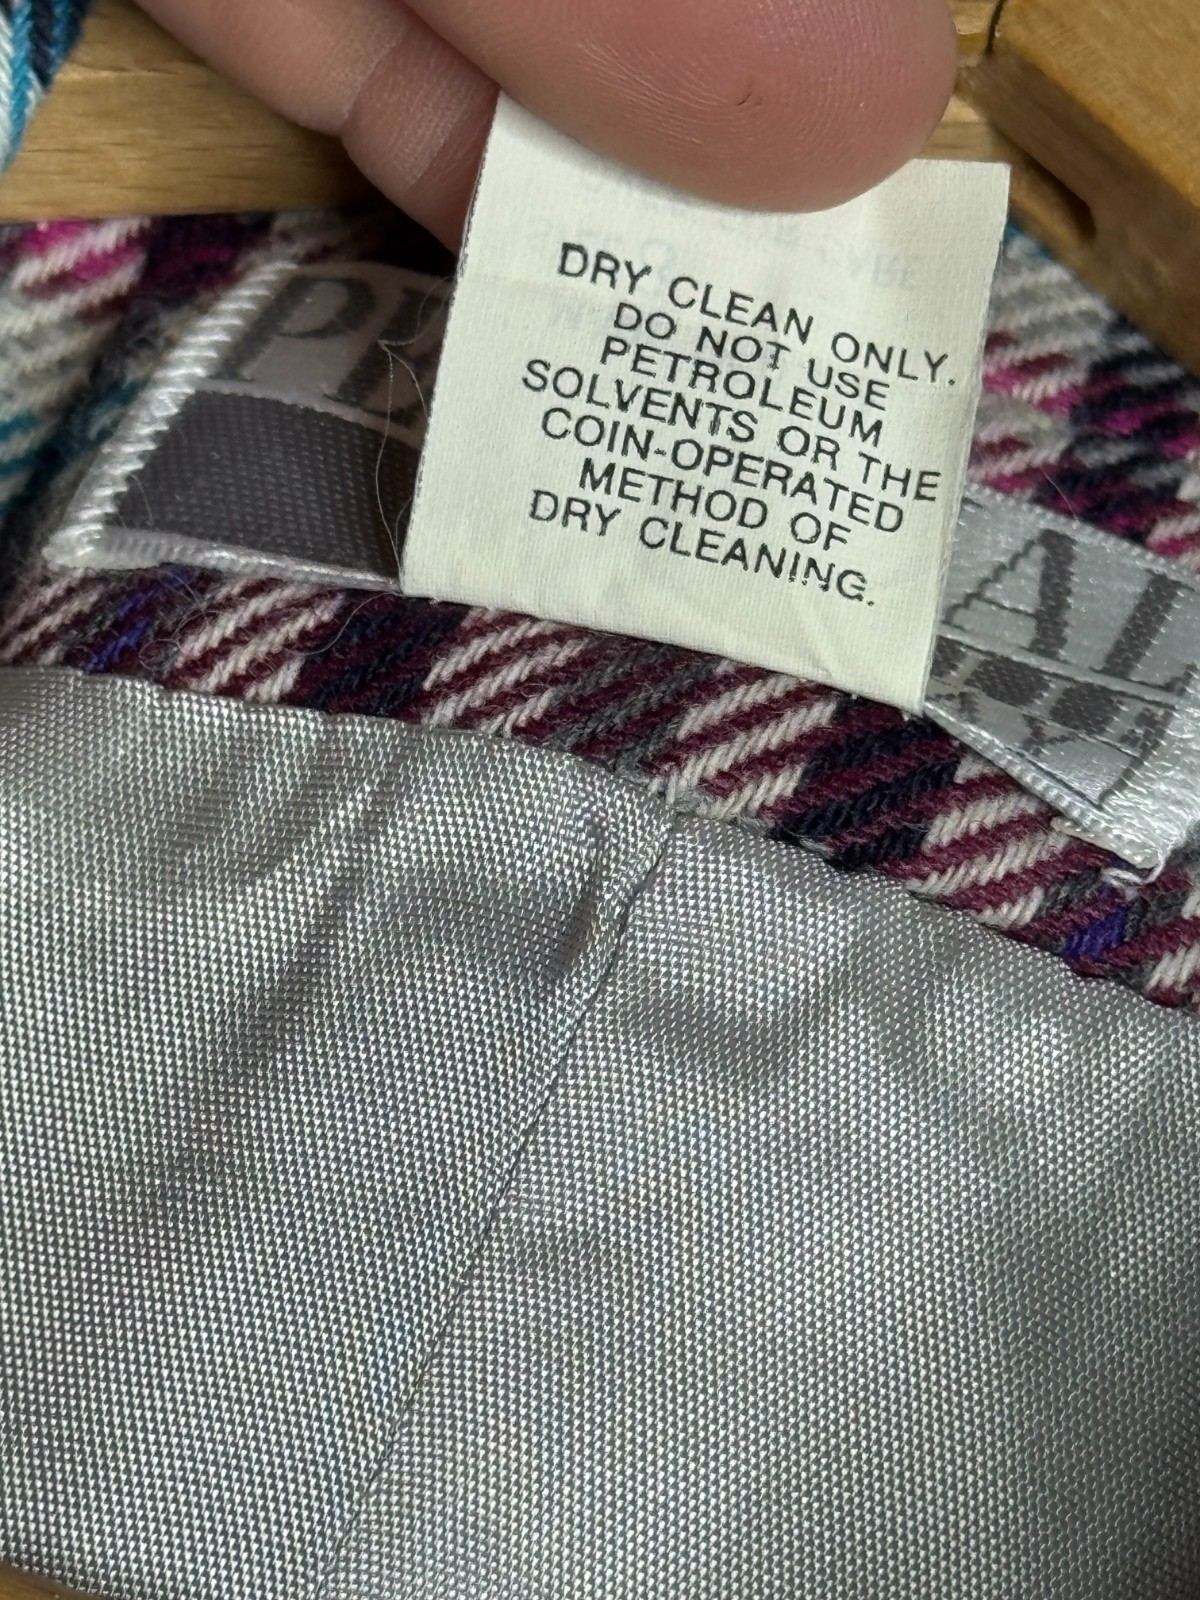 DRY CLEAN ONLY.
DO NOT USE
PETROLEUM
SOLVENTS OR THE
COIN-OPERATED
METHOD OF
DRY CLEANING.